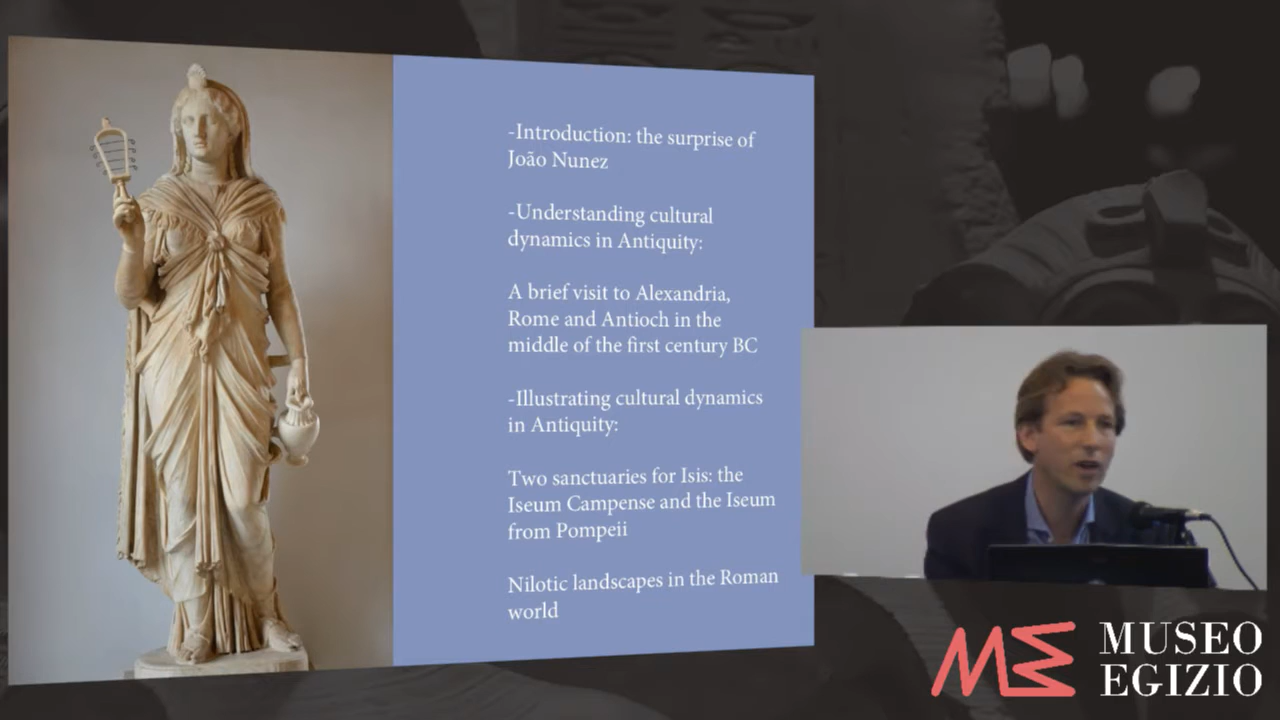 -Introduction: the surprise of
João Nunez
-Understanding cultural
dynamics in Antiquity:
A brief visit to Alexandria,
Rome and Antioch in the
middle of the first century BC
-Illustrating cultural dynamics
in Antiquity:
Two sanctuaries for Isis: the
Iseum Campense and the Iseum
from Pompeii
Nilotic landscapes in the Roman
world
ME MUSEO
EGIZIO